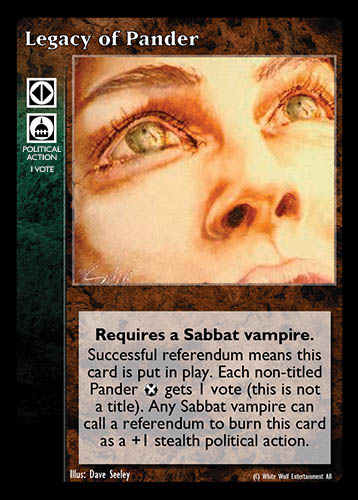 Legacy of Pander
POLITICAL
ACTION
1 VOTE
Requires a Sabbat vampire.
Successful referendum means this
card is put in play. Each non-titled
Pander gets 1 vote (this is not
a title). Any Sabbat vampire can
call a referendum to burn this card
as a +1 stealth political action.
Illus: Dave Seeley
(C) White Wolf Entertainment AB